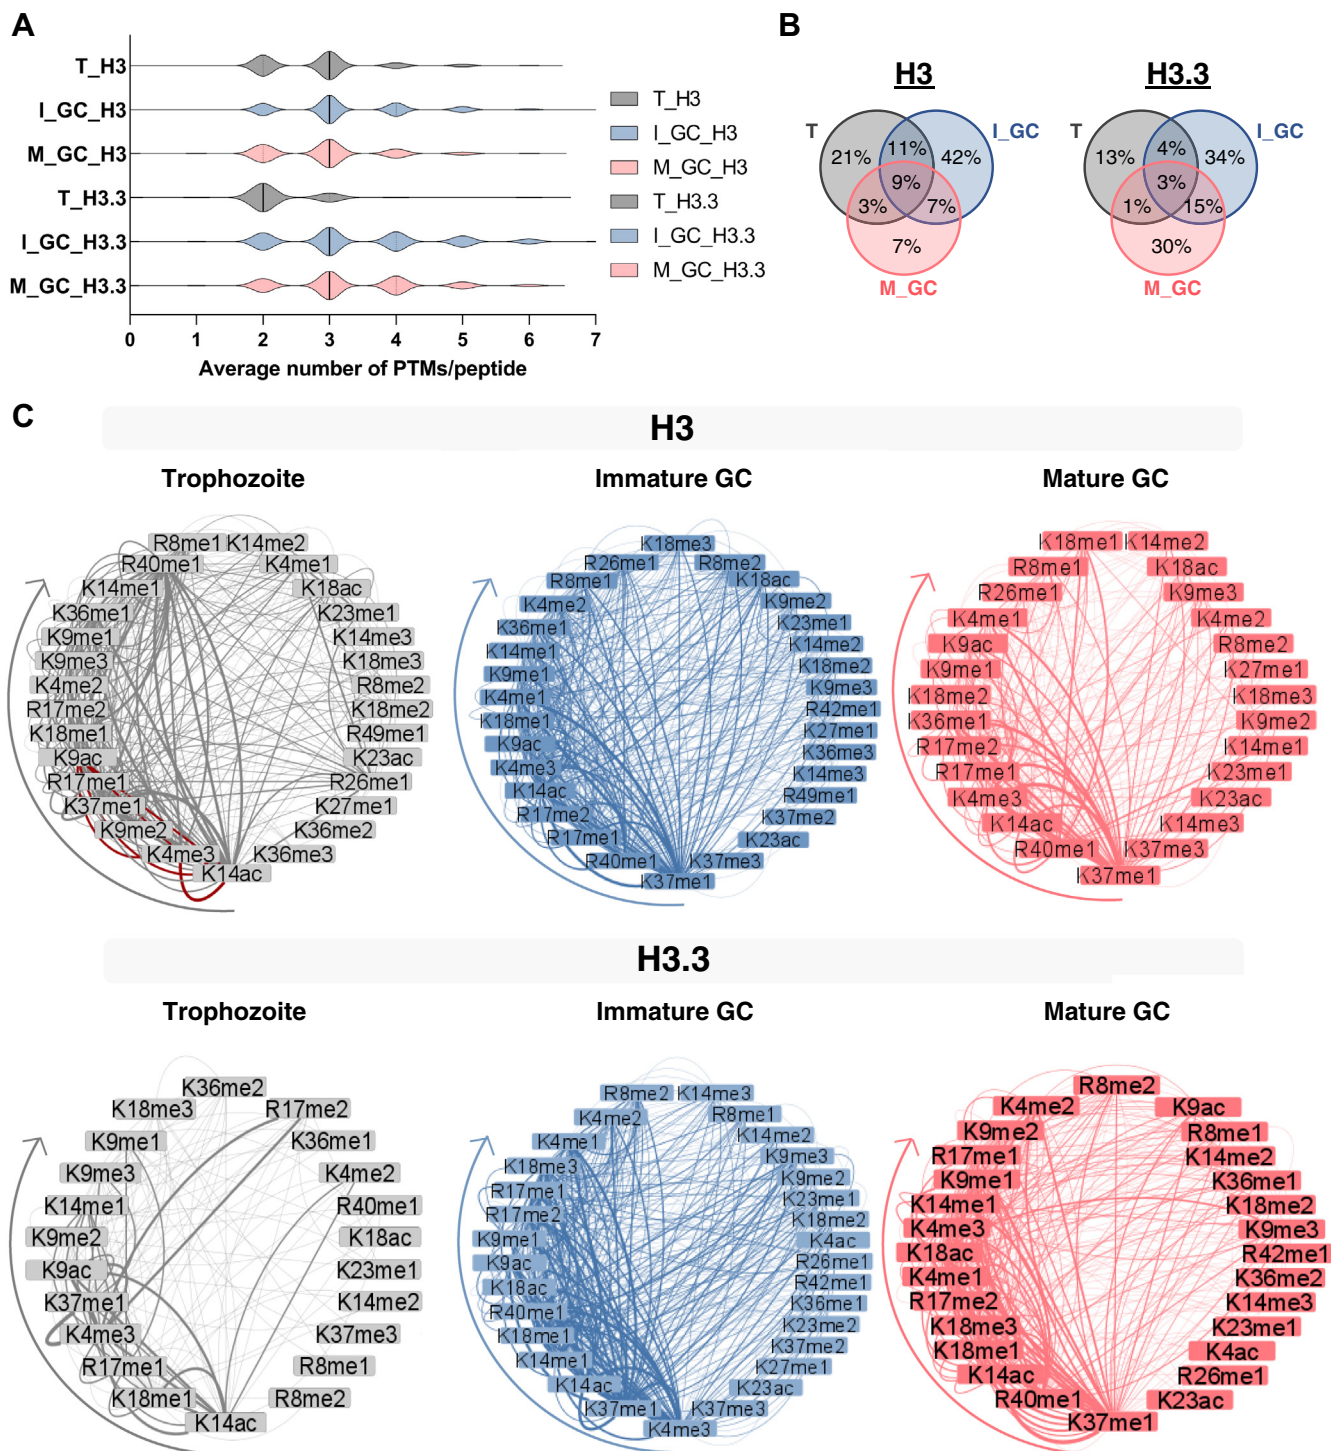 A
T_H3
I_GC_H3
M_GC_H3
T_H3.3
I_GC_H3.3
M_GC_H3.3
0 1 2 3 4 5 6 7
Average number of PTMs/peptide
T_H3
I_GC_H3
M_GC_H3
T_H3.3
I_GC_H3.3
M_GC_H3.3
B
H3
T
I_GC
21%
11%
42%
9%
3%
7%
7%
M_GC
H3.3
T
I_GC
13%
4%
34%
3%
1%
15%
30%
M_GC
C
H3
Trophozoite
R8me1 K14me2
R40me1 K4me1
K14me1 K18ac
K36me1 K23me1
K9me1 K14me3
K9me3 K18me3
K4me2 R8me2
R17me2 K18me2
K18me1 R49me1
K9ac K23ac
R17me1 R26me1
K37me1 K27me1
K9me2 K36me2
K4me3 K36me3
K14ac
Immature GC
K18me3
R26me1 R8me2
R8me1 K18ac
K4me2 K9me2
K36me1 K23me1
K14me1 K14me2
K9me1 K18me2
K4me1 K9me3
K18me1 R42me1
K9ac K27me1
K4me3 K36me3
K14ac K14me3
R17me2 R49me1
R17me1 K37me2
R40me1 K23ac
K37me1 K37me3
Mature GC
K18me1 K14me2
R8me1 K18ac
R26me1 K9me3
K4me1 K4me2
K9ac R8me2
K9me1 K27me1
K18me2 K18me3
K36me1 K9me2
R17me2 K14me1
R17me1 K23me1
K4me3 K23ac
K14ac K14me3
R40me1 K37me3
K37me1
H3.3
Trophozoite
K36me2
K18me3 R17me2
K9me1 K36me1
K9me3 K4me2
K14me1 R40me1
K9me2 K18ac
K9ac K23me1
K37me1 K14me2
K4me3 K37me3
R17me1 R8me1
K18me1 R8me2
K14ac
Immature GC
R8me2 K14me3
K4me2 R8me1
K4me1 K14me2
K18me3 K9me3
R17me1 K9me2
R17me2 K23me1
K9me1 K18me2
K9ac K4ac
K18ac R26me1
R40me1 R42me1
K18me1 K36me1
K14me1 K23me2
K14ac K37me2
K37me1 K27me1
K4me3 K23ac
K37me3
Mature GC
R8me2
K4me2 K9ac
K9me2 R8me1
R17me1 K14me2
K9me1 K36me1
K14me1 K18me2
K4me3 K9me3
K18ac R42me1
K4me1 K36me2
R17me2 K14me3
K18me3 K23me1
K18me1 K4ac
K14ac R26me1
R40me1 K23ac
K37me1